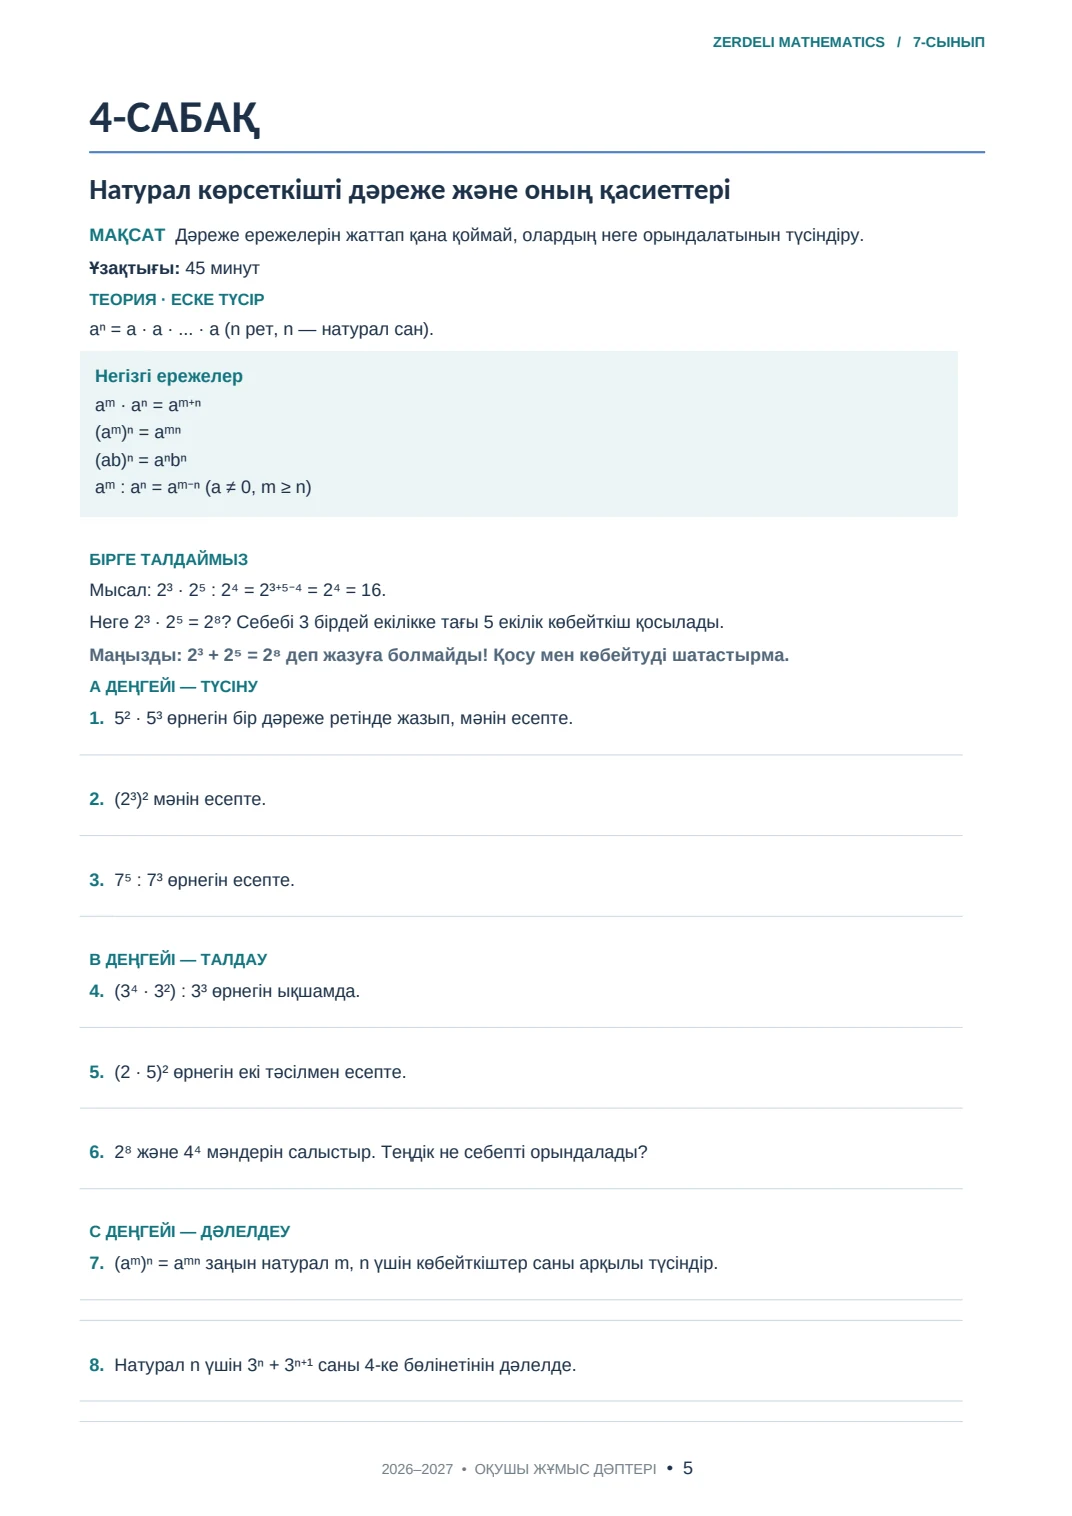 ZERDELI MATHEMATICS / 7-СЫНЫП
4-САБАҚ
Натурал көрсеткішті дәреже және оның қасиеттері
МАҚСАТ Дәреже ережелерін жаттап қана қоймай, олардың неге орындалатынын түсіндіру.
Ұзақтығы: 45 минут
ТЕОРИЯ · ЕСКЕ ТҮСІР
aⁿ = a · a · ... · a (n рет, n — натурал сан).
Негізгі ережелер
aᵐ · aⁿ = aᵐ⁺ⁿ
(aᵐ)ⁿ = aᵐⁿ
(ab)ⁿ = aⁿbⁿ
aᵐ : aⁿ = aᵐ⁻ⁿ (a ≠ 0, m ≥ n)
БІРГЕ ТАЛДАЙМЫЗ
Мысал: 2³ · 2⁵ : 2⁴ = 2³⁺⁵⁻⁴ = 2⁴ = 16.
Неге 2³ · 2⁵ = 2⁸? Себебі 3 бірдей екілікке тағы 5 екілік көбейткіш қосылады.
Маңызды: 2³ + 2⁵ = 2⁸ деп жазуға болмайды! Қосу мен көбейтуді шатастырма.
А ДЕҢГЕЙІ — ТҮСІНУ
1. 5² · 5³ өрнегін бір дәреже ретінде жазып, мәнін есепте.
2. (2³)² мәнін есепте.
3. 7⁵ : 7³ өрнегін есепте.
В ДЕҢГЕЙІ — ТАЛДАУ
4. (3⁴ · 3²) : 3³ өрнегін ықшамда.
5. (2 · 5)² өрнегін екі тәсілмен есепте.
6. 2⁸ және 4⁴ мәндерін салыстыр. Теңдік не себепті орындалады?
С ДЕҢГЕЙІ — ДӘЛЕЛДЕУ
7. (aᵐ)ⁿ = aᵐⁿ заңын натурал m, n үшін көбейткіштер саны арқылы түсіндір.
8. Натурал n үшін 3ⁿ + 3ⁿ⁺¹ саны 4-ке бөлінетінін дәлелде.
2026–2027 • ОҚУШЫ ЖҰМЫС ДӘПТЕРІ • 5